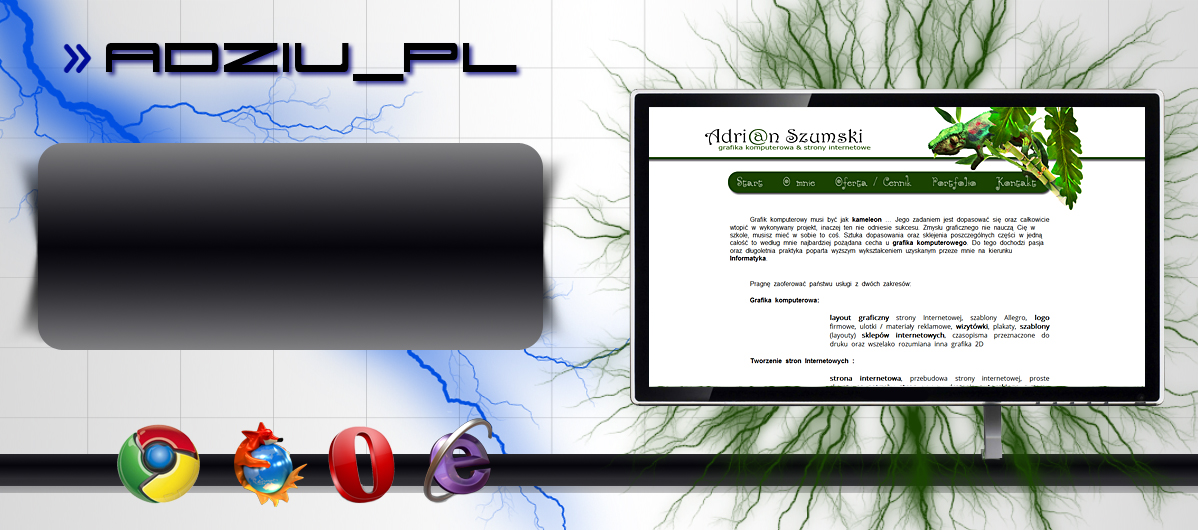 » ADZIU_PL
Adri@n Szumski
grafika komputerowa & strony internetowe
Start O mnie Oferta / Cennik Portfolio Kontakt
Grafik komputerowy musi być jak kameleon ... Jego zadaniem jest dopasować się oraz całkowicie
wtopić w wykonywany projekt, inaczej ten nie odniesie sukcesu. Zmysłu graficznego nie nauczą Cię w
szkole, musisz mieć w sobie to coś. Sztuka dopasowania oraz sklejenia poszczególnych części w jedną
całość to według mnie najbardziej pożądana cecha u grafika komputerowego. Do tego dochodzi pasja
oraz długoletnia praktyka poparta wyższym wykształceniem uzyskanym przeze mnie na kierunku
Informatyka.
Pragnę zaoferować państwu usługi z dwóch zakresów:
Grafika komputerowa:
layout graficzny strony Internetowej, szablony Allegro, logo
firmowe, ulotki / materiały reklamowe, wizytówki, plakaty, szablony
(layouty) sklepów internetowych, czasopisma przeznaczone do
druku oraz wszelako rozumiana inna grafika 2D
Tworzenie stron Internetowych :
strona internetowa, przebudowa strony internetowej, proste